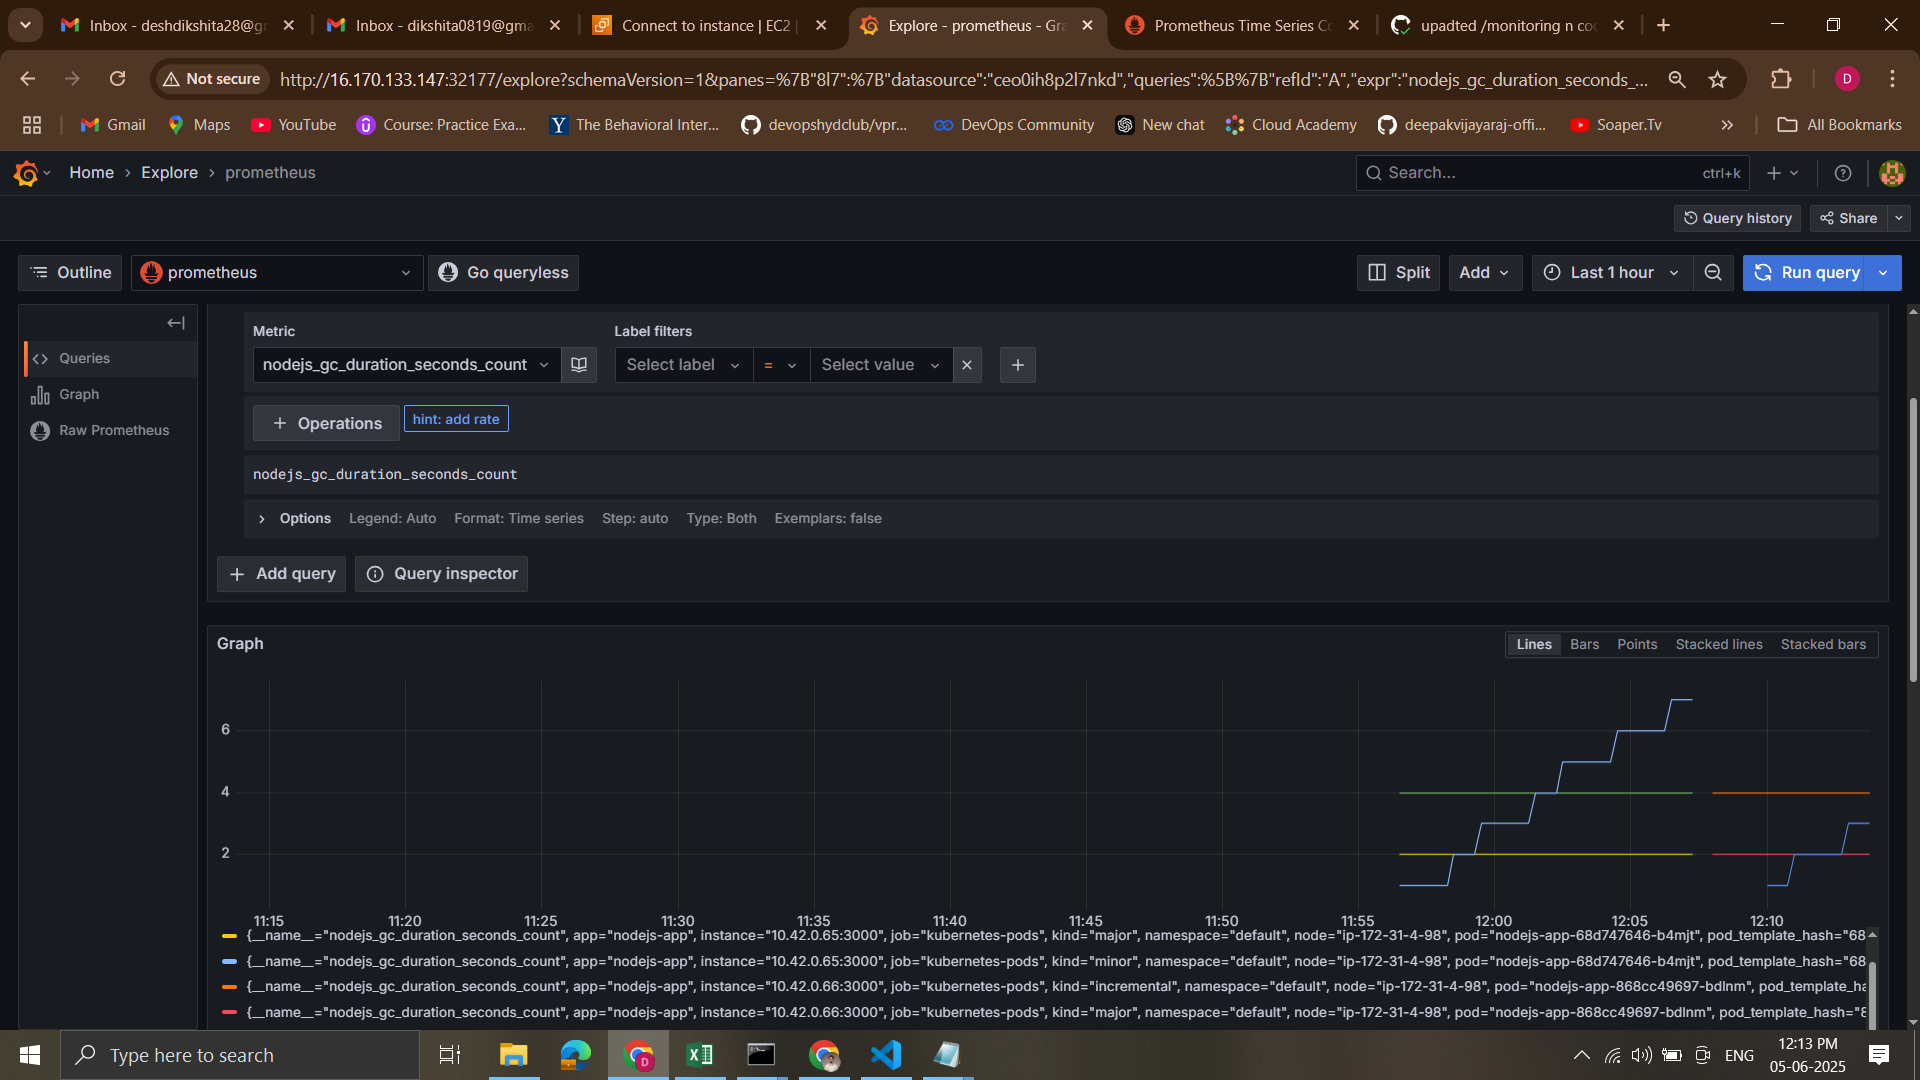 Inbox - deshdikshita28@g
Inbox - dikshita0819@gma
Connect to instance | EC2 |
Explore - prometheus - Gra
Prometheus Time Series Co
upadted /monitoring n co
Not secure
http://16.170.133.147:32177/explore?schemaVersion=1&panes=%7B"8l7":%7B"datasource":"ceo0ih8p2l7nkd","queries":%5B%7B"refId":"A","expr":"nodejs_gc_duration_seconds_...
D
Gmail
Maps
YouTube
Course: Practice Exa...
The Behavioral Inter...
devopshydclub/vpr...
DevOps Community
New chat
Cloud Academy
deepakvijayaraj-offi...
Soaper.Tv
All Bookmarks
Home › Explore › prometheus
Search...
ctrl+k
Query history
Share
Outline
prometheus
Go queryless
Split
Add
Last 1 hour
Run query
Queries
Graph
Raw Prometheus
Metric
Label filters
nodejs_gc_duration_seconds_count
Select label
=
Select value
+ Operations
hint: add rate
nodejs_gc_duration_seconds_count
Options Legend: Auto Format: Time series Step: auto Type: Both Exemplars: false
+ Add query
Query inspector
Graph
Lines
Bars
Points
Stacked lines
Stacked bars
6
4
2
11:15 11:20 11:25 11:30 11:35 11:40 11:45 11:50 11:55 12:00 12:05 12:10
{__name__="nodejs_gc_duration_seconds_count", app="nodejs-app", instance="10.42.0.65:3000", job="kubernetes-pods", kind="major", namespace="default", node="ip-172-31-4-98", pod="nodejs-app-68d747646-b4mjt", pod_template_hash="68
{__name__="nodejs_gc_duration_seconds_count", app="nodejs-app", instance="10.42.0.65:3000", job="kubernetes-pods", kind="minor", namespace="default", node="ip-172-31-4-98", pod="nodejs-app-68d747646-b4mjt", pod_template_hash="68
{__name__="nodejs_gc_duration_seconds_count", app="nodejs-app", instance="10.42.0.66:3000", job="kubernetes-pods", kind="incremental", namespace="default", node="ip-172-31-4-98", pod="nodejs-app-868cc49697-bdlnm", pod_template_ha
{__name__="nodejs_gc_duration_seconds_count", app="nodejs-app", instance="10.42.0.66:3000", job="kubernetes-pods", kind="major", namespace="default", node="ip-172-31-4-98", pod="nodejs-app-868cc49697-bdlnm", pod_template_hash="8
Type here to search
ENG
12:13 PM
05-06-2025